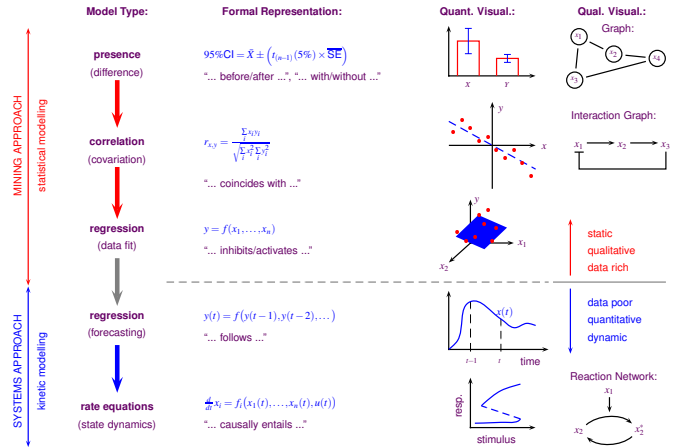 Model Type: Formal Representation: Quant. Visual.: Qual. Visual.:
Graph:
presence
(difference)
95%CI = X̄ ± (t(n−1)(5%) × SE)
“... before/after ...”, “... with/without ...”
X Y
x1
x2
x3
x4
MINING APPROACH
statistical modelling
correlation
(covariation)
rx,y = Σi xiyi / √(Σi xi² Σi yi²)
“... coincides with ...”
y
x
Interaction Graph:
x1 x2 x3
regression
(data fit)
y = f(x1,...,xn)
“... inhibits/activates ...”
y
x1
x2
static
qualitative
data rich
SYSTEMS APPROACH
kinetic modelling
regression
(forecasting)
y(t) = f(y(t−1),y(t−2),...)
“... follows ...”
x(t)
t−1 t time
data poor
quantitative
dynamic
rate equations
(state dynamics)
d/dt xi = fi(x1(t),...,xn(t),u(t))
“... causally entails ...”
resp.
stimulus
Reaction Network:
x1
x2 x2*